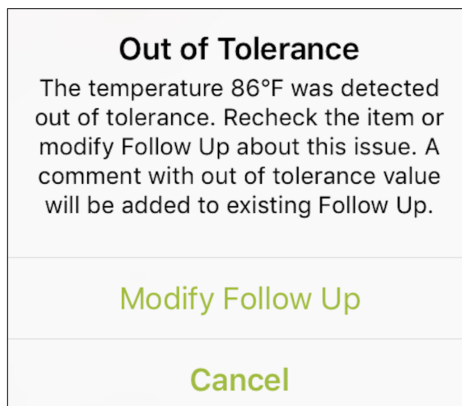 Out of Tolerance
The temperature 86°F was detected
out of tolerance. Recheck the item or
modify Follow Up about this issue. A
comment with out of tolerance value
will be added to existing Follow Up.
Modify Follow Up
Cancel